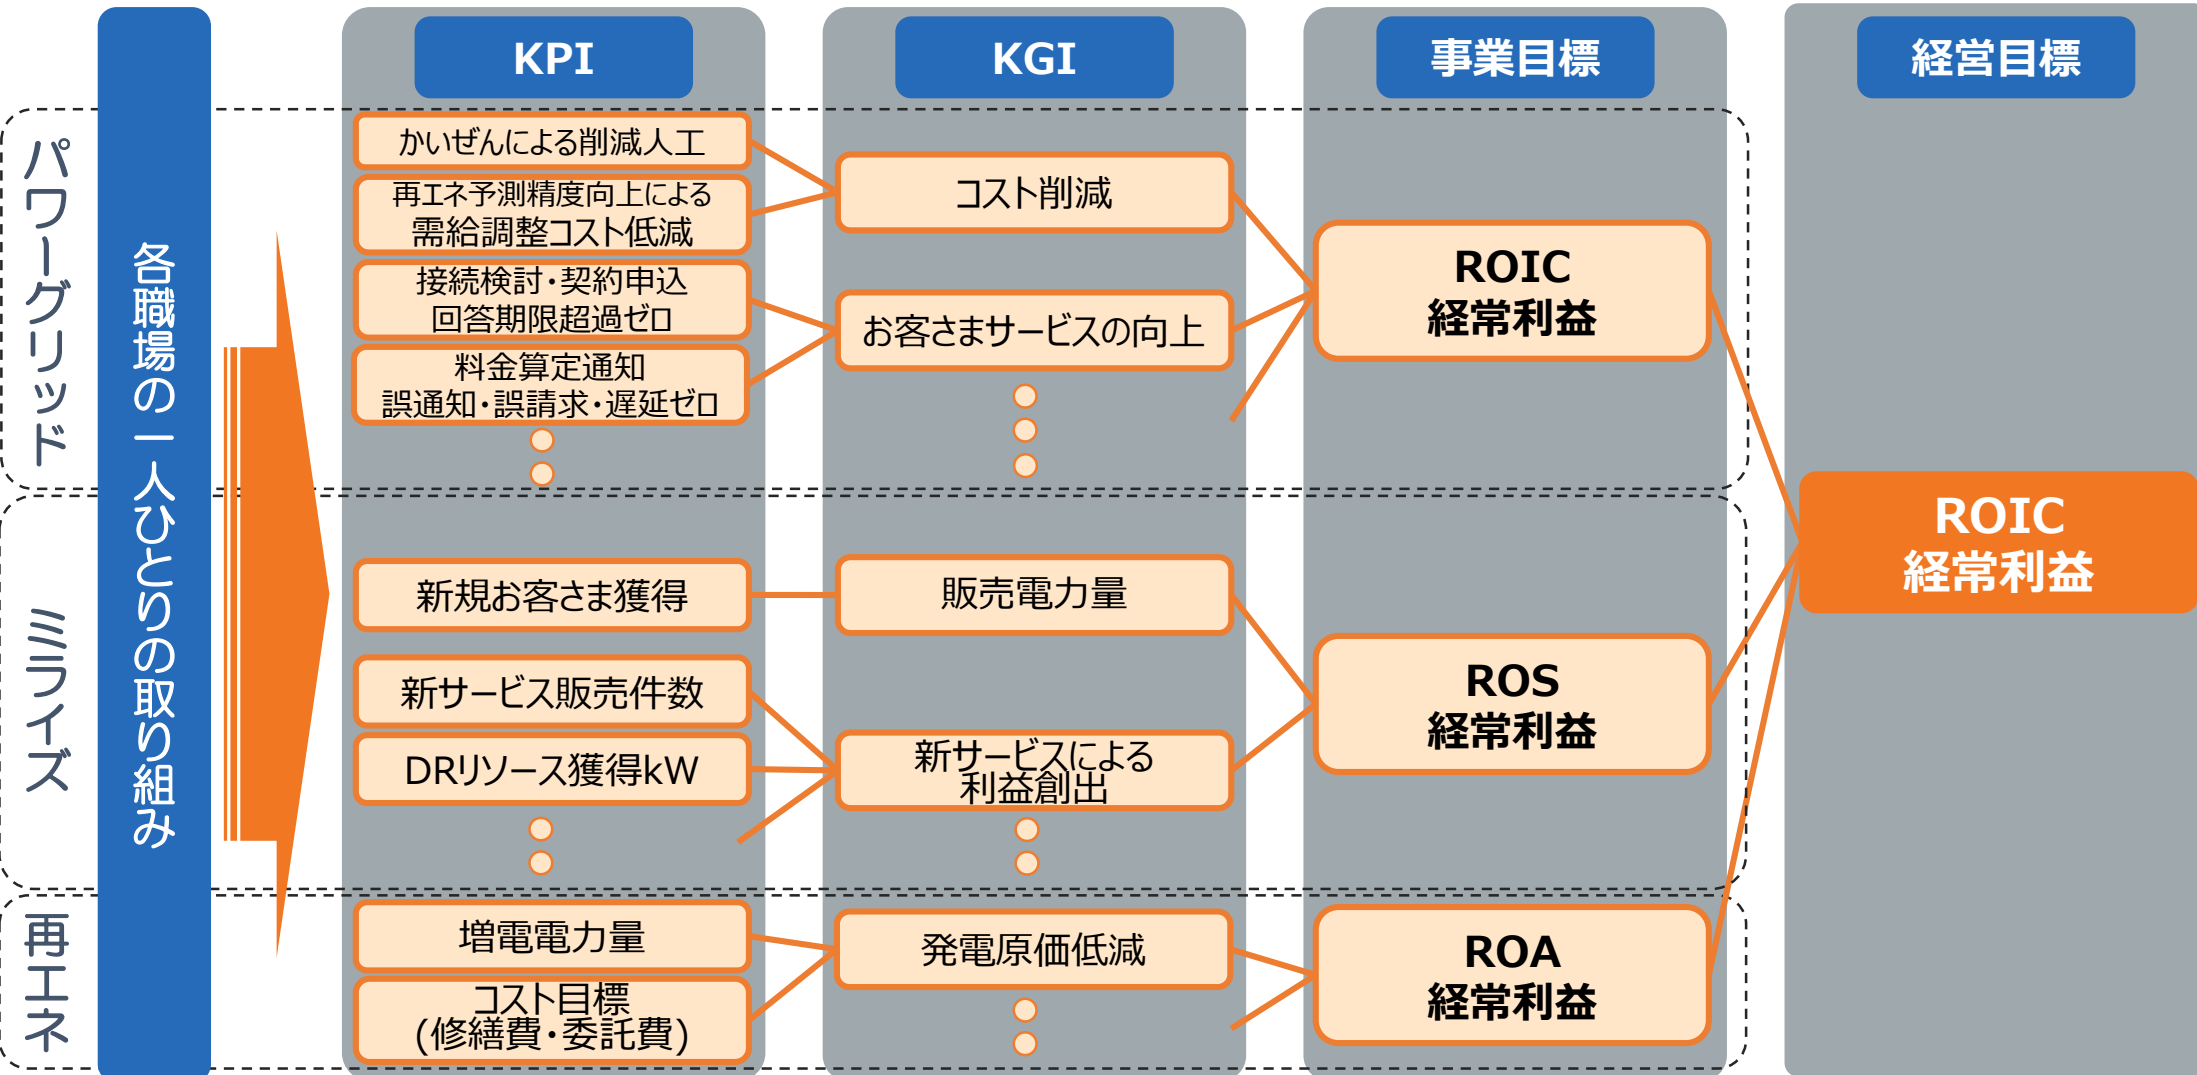 KPI
KGI
事業目標
経営目標
各職場の一人ひとりの取り組み
パワーグリッド
かいぜんによる削減人工
再エネ予測精度向上による
需給調整コスト低減
接続検討・契約申込
回答期限超過ゼロ
料金算定通知
誤通知・誤請求・遅延ゼロ
コスト削減
お客さまサービスの向上
ROIC
経常利益
ミライズ
新規お客さま獲得
新サービス販売件数
DRリソース獲得kW
販売電力量
新サービスによる
利益創出
ROS
経常利益
再エネ
増電電力量
コスト目標
(修繕費・委託費)
発電原価低減
ROA
経常利益
ROIC
経常利益